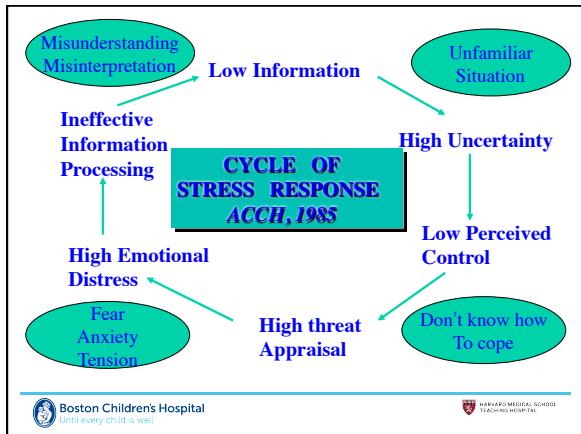 Misunderstanding
Misinterpretation
Low Information
Unfamiliar
Situation
Ineffective
Information
Processing
High Uncertainty
CYCLE OF
STRESS RESPONSE
ACCH, 1985
Low Perceived
Control
High Emotional
Distress
Fear
Anxiety
Tension
High threat
Appraisal
Don't know how
To cope
Boston Children's Hospital
Until every child is well
HARVARD MEDICAL SCHOOL
TEACHING HOSPITAL